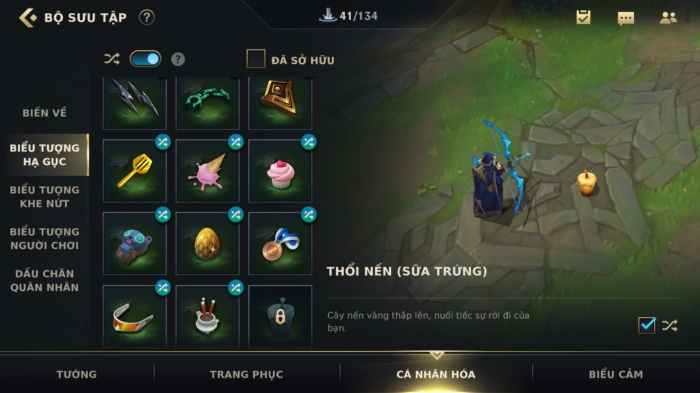 BỘ SƯU TẬP ?
41/134
?
ĐÃ SỞ HỮU
BIẾN VỀ
BIỂU TƯỢNG
HẠ GỤC
BIỂU TƯỢNG
KHE NỨT
BIỂU TƯỢNG
NGƯỜI CHƠI
DẤU CHÂN
QUÂN NHÂN
THỔI NẾN (SỮA TRỨNG)
Cây nến vàng thắp lên, nuối tiếc sự rời đi của
bạn.
TƯỚNG
TRANG PHỤC
CÁ NHÂN HÓA
BIỂU CẢM